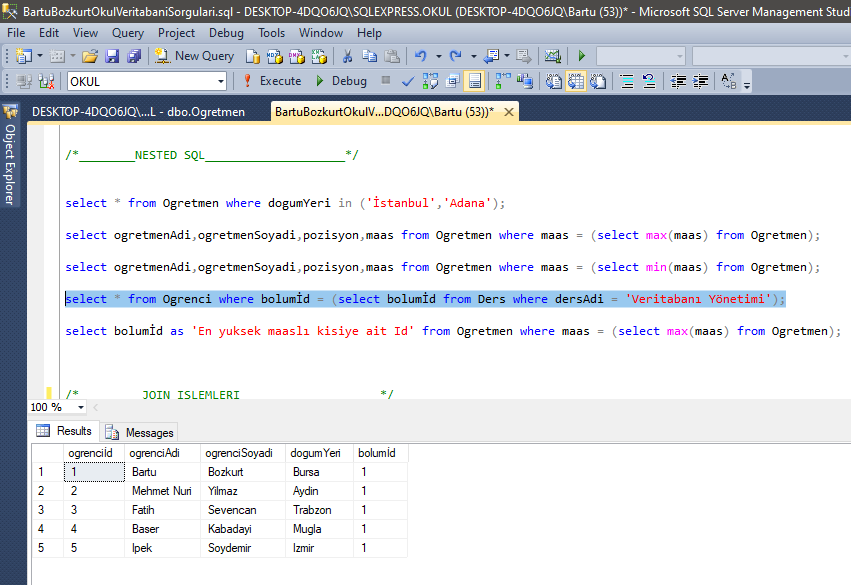 BartuBozkurtOkulVeritabaniSorgulari.sql - DESKTOP-4DQO6JQ\SQLEXPRESS.OKUL (DESKTOP-4DQO6JQ\Bartu (53))* - Microsoft SQL Server Management Stud
File Edit View Query Project Debug Tools Window Help
New Query
OKUL Execute Debug
DESKTOP-4DQO6JQ\...L - dbo.Ogretmen BartuBozkurtOkulV...DQO6JQ\Bartu (53))*
Object Explorer
/*________NESTED SQL____________________*/
select * from Ogretmen where dogumYeri in ('İstanbul','Adana');
select ogretmenAdi,ogretmenSoyadi,pozisyon,maas from Ogretmen where maas = (select max(maas) from Ogretmen);
select ogretmenAdi,ogretmenSoyadi,pozisyon,maas from Ogretmen where maas = (select min(maas) from Ogretmen);
select * from Ogrenci where bolumİd = (select bolumİd from Ders where dersAdi = 'Veritabanı Yönetimi');
select bolumİd as 'En yuksek maaslı kisiye ait Id' from Ogretmen where maas = (select max(maas) from Ogretmen);
/* JOIN ISLEMLERI */
100 %
Results Messages
ogrenciİd ogrenciAdi ogrenciSoyadi dogumYeri bolumİd
1 1 Bartu Bozkurt Bursa 1
2 2 Mehmet Nuri Yilmaz Aydin 1
3 3 Fatih Sevencan Trabzon 1
4 4 Baser Kabadayi Mugla 1
5 5 Ipek Soydemir Izmir 1